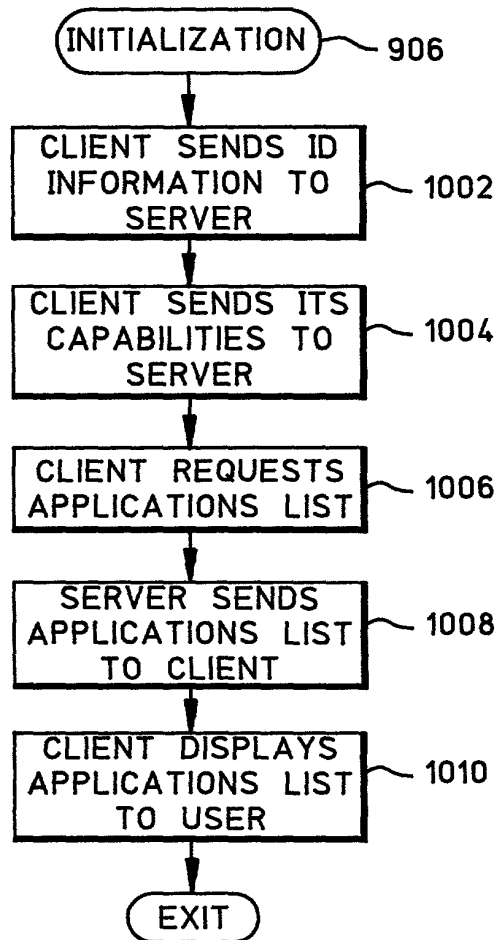 INITIALIZATION
906
CLIENT SENDS ID
INFORMATION TO
SERVER
1002
CLIENT SENDS ITS
CAPABILITIES TO
SERVER
1004
CLIENT REQUESTS
APPLICATIONS LIST
1006
SERVER SENDS
APPLICATIONS LIST
TO CLIENT
1008
CLIENT DISPLAYS
APPLICATIONS LIST
TO USER
1010
EXIT